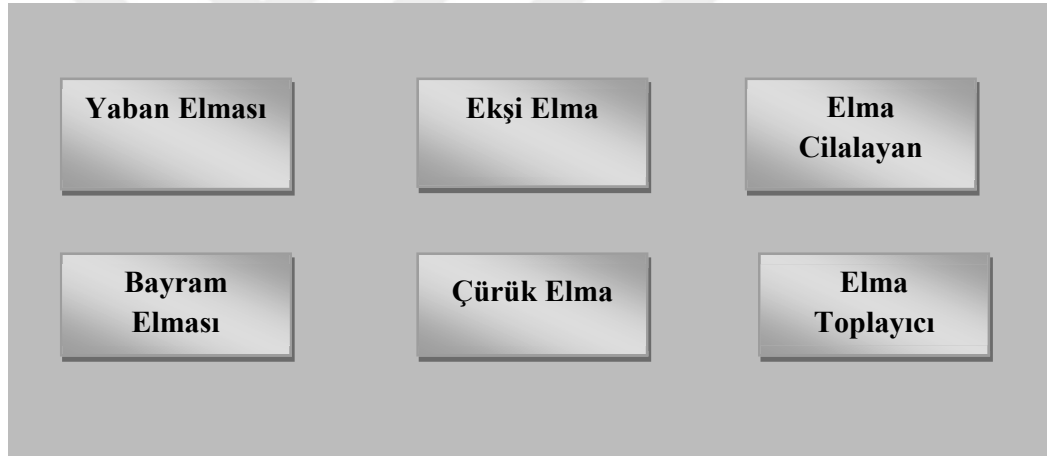 Yaban Elması
Ekşi Elma
Elma
Cilalayan
Bayram
Elması
Çürük Elma
Elma
Toplayıcı